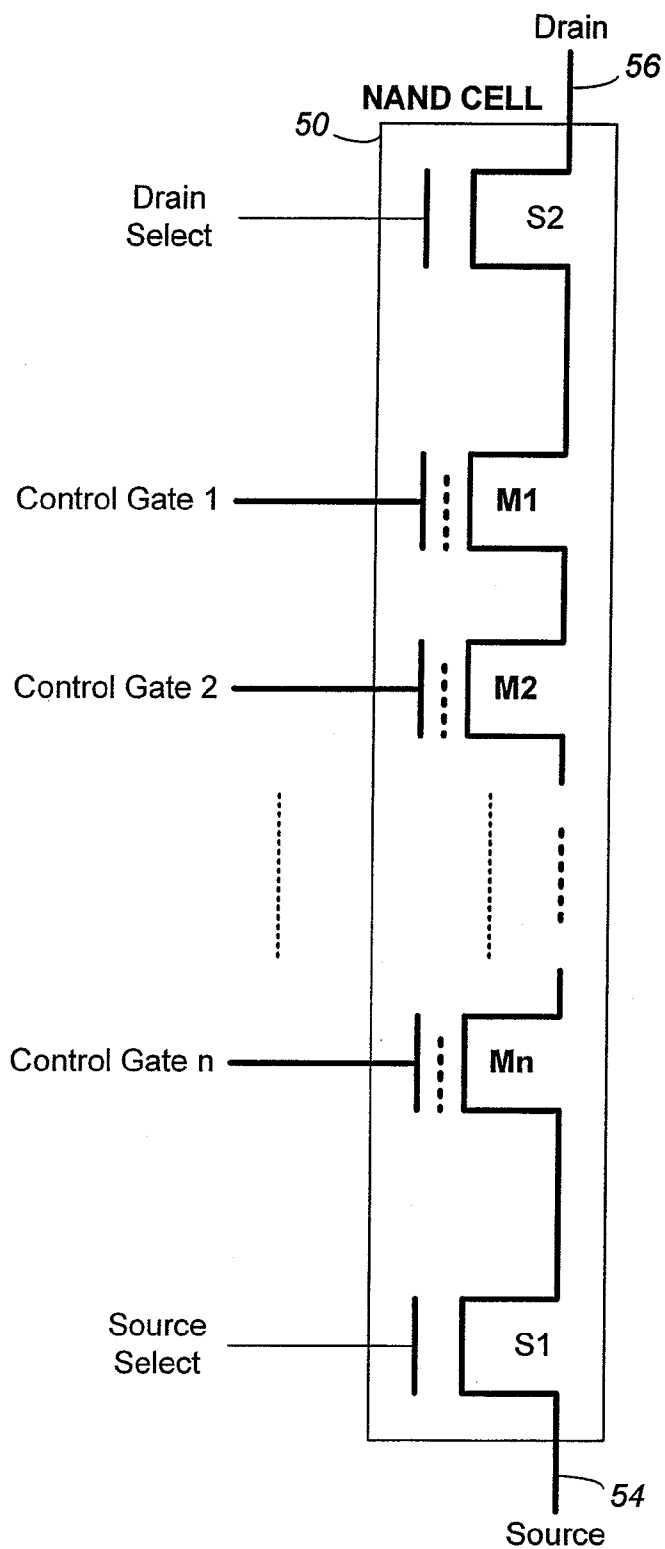 Drain
56
NAND CELL
50
Drain
Select
S2
Control Gate 1
M1
Control Gate 2
M2
Control Gate n
Mn
Source
Select
S1
54
Source